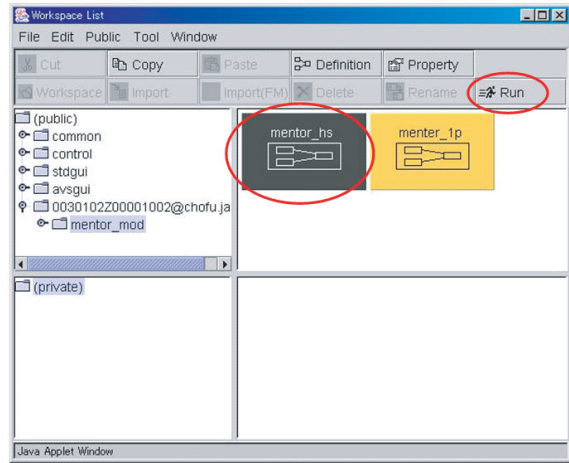 Workspace List
File Edit Public Tool Window
Cut Copy Paste Definition Property
Workspace Import Import(FM) Delete Rename Run
(public)
common
control
stdgui
avsgui
0030102Z00001002@chofu.ja
mentor_mod
mentor_hs menter_1p
(private)
Java Applet Window